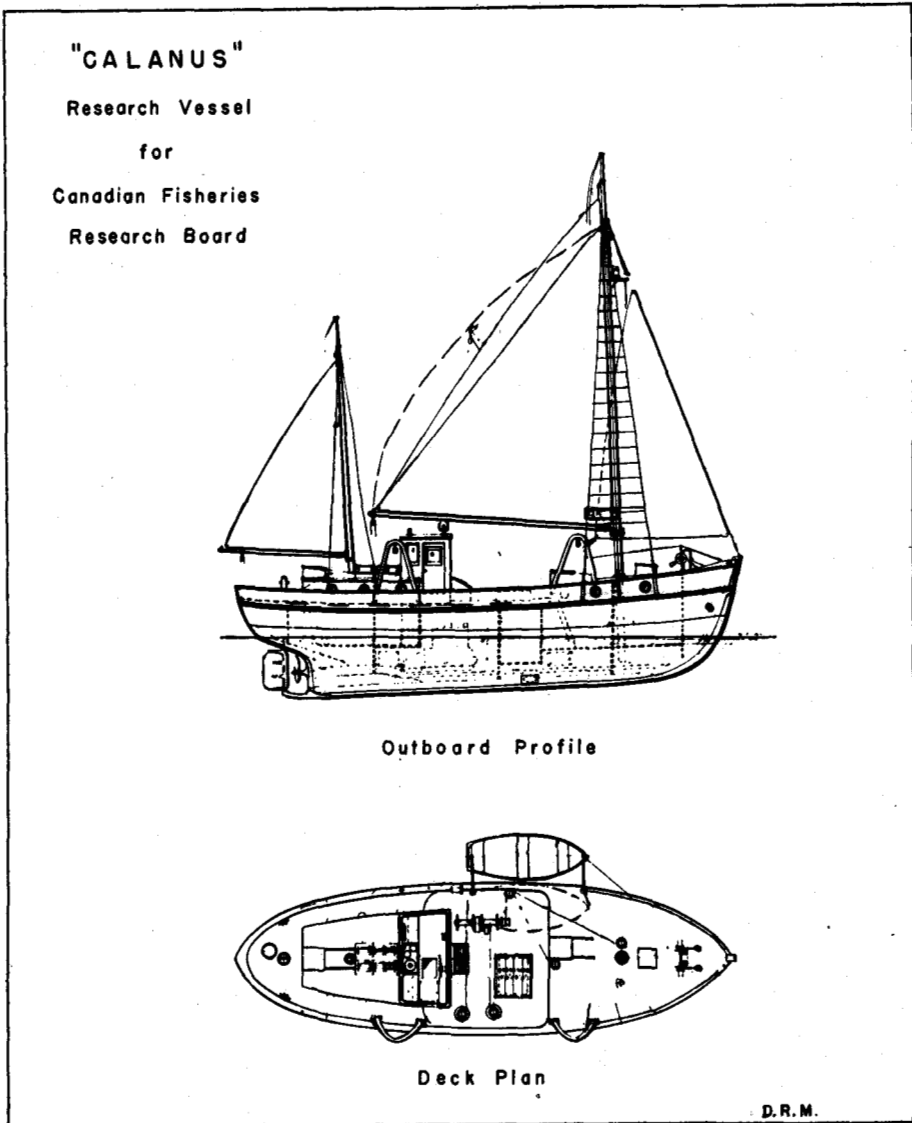 "CALANUS"
Research Vessel
for
Canadian Fisheries
Research Board
Outboard Profile
Deck Plan
D.R.M.